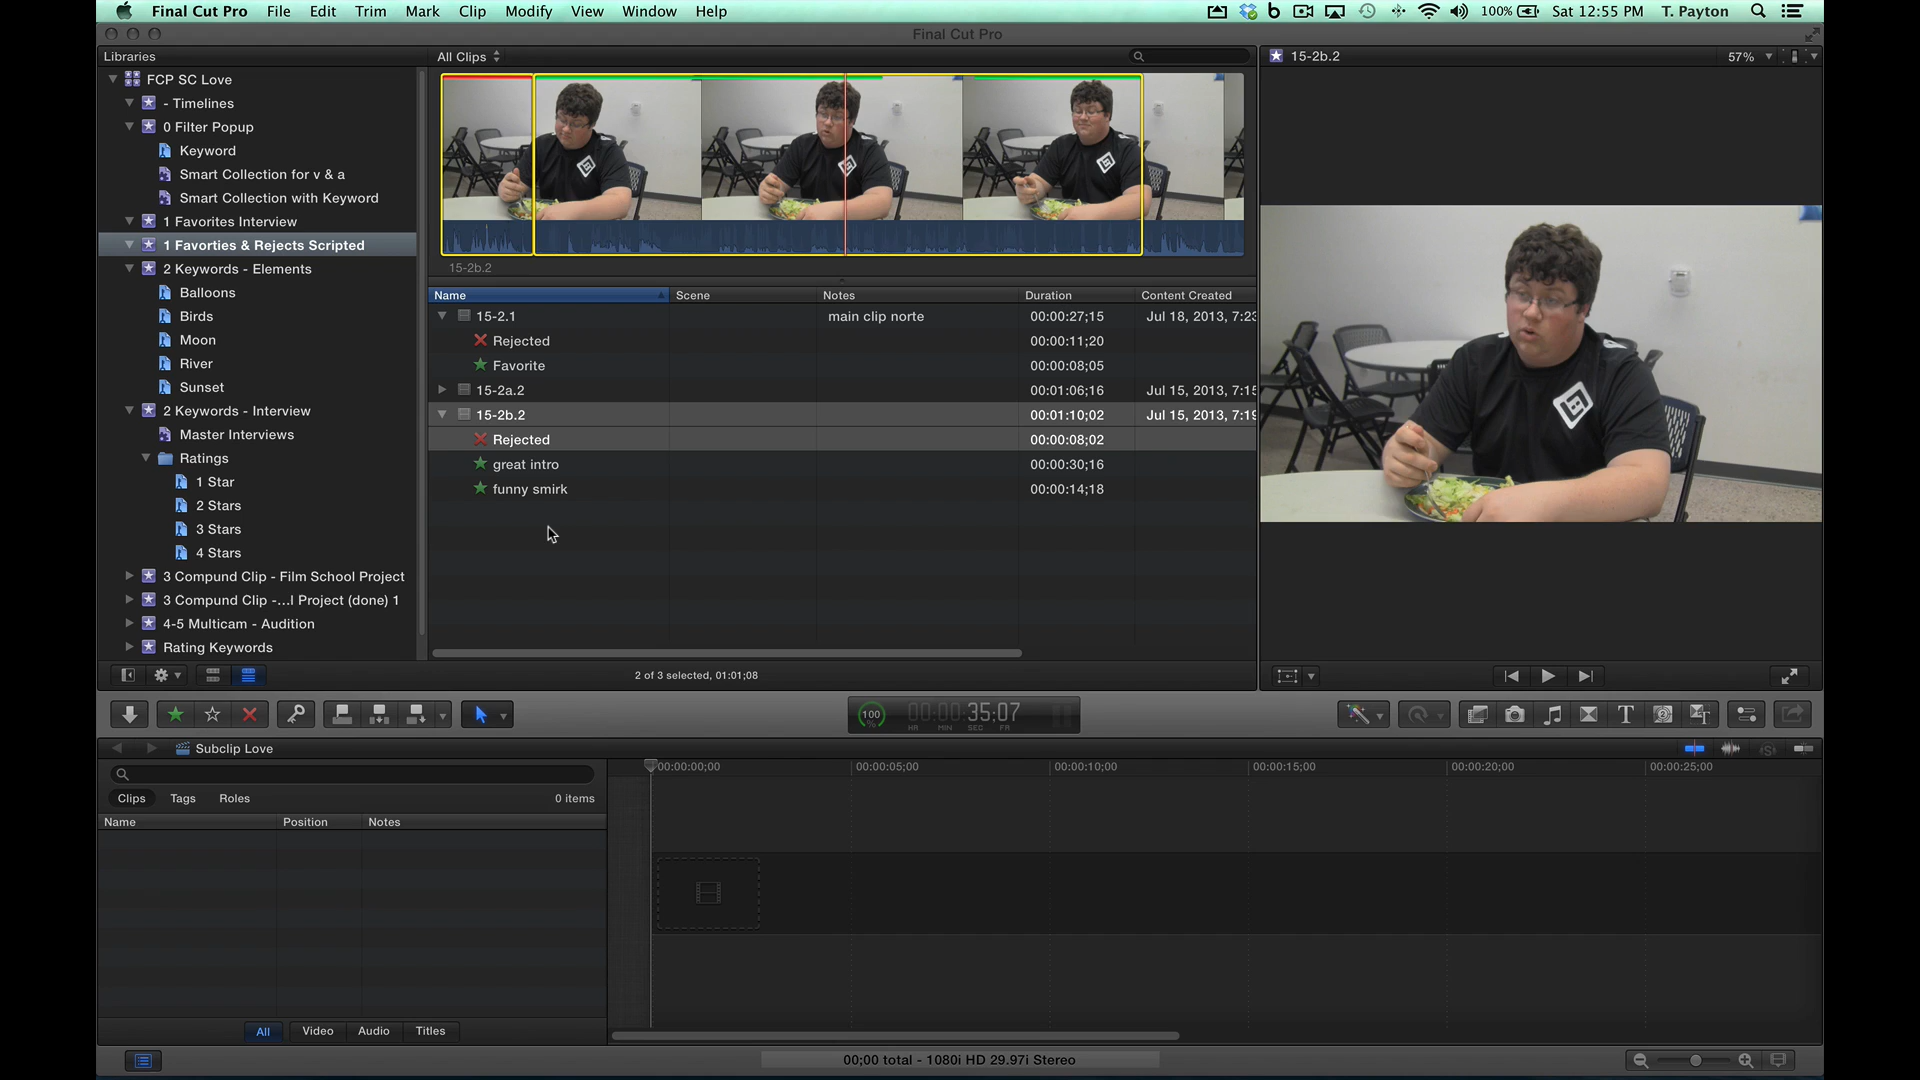 Final Cut Pro File Edit Trim Mark Clip Modify View Window Help 100% Sat 12:55 PM T. Payton
Final Cut Pro
Libraries
All Clips
15-2b.2
57%
FCP SC Love
- Timelines
0 Filter Popup
Keyword
Smart Collection for v & a
Smart Collection with Keyword
1 Favorites Interview
1 Favorties & Rejects Scripted
2 Keywords - Elements
Balloons
Birds
Moon
River
Sunset
2 Keywords - Interview
Master Interviews
Ratings
1 Star
2 Stars
3 Stars
4 Stars
3 Compund Clip - Film School Project
3 Compund Clip -...l Project (done) 1
4-5 Multicam - Audition
Rating Keywords
15-2b.2
Name Scene Notes Duration Content Created
15-2.1 main clip norte 00:00:27;15 Jul 18, 2013, 7:23
Rejected 00:00:11;20
Favorite 00:00:08;05
15-2a.2 00:01:06;16 Jul 15, 2013, 7:15
15-2b.2 00:01:10;02 Jul 15, 2013, 7:19
Rejected 00:00:08;02
great intro 00:00:30;16
funny smirk 00:00:14;18
2 of 3 selected, 01:01;08
100 % 00:00:35:07
HR MIN SEC FR
Subclip Love
Clips Tags Roles 0 items
Name Position Notes
00:00:00;00 00:00:05;00 00:00:10;00 00:00:15;00 00:00:20;00 00:00:25;00
All Video Audio Titles
00;00 total - 1080i HD 29.97i Stereo